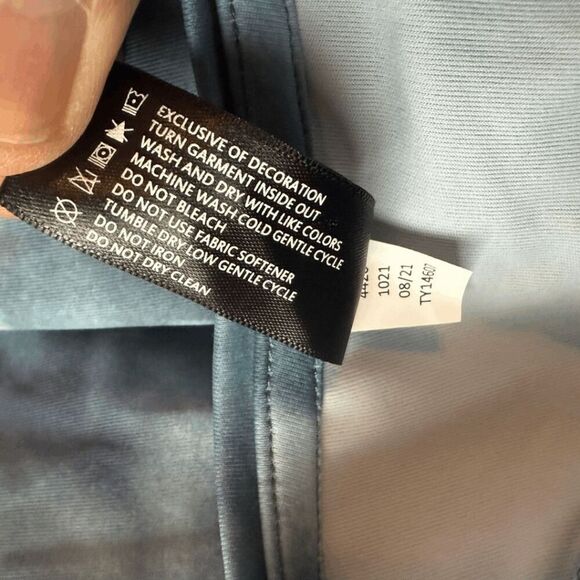 EXCLUSIVE OF DECORATION
TURN GARMENT INSIDE OUT
WASH AND DRY WITH LIKE COLORS
MACHINE WASH COLD GENTLE CYCLE
DO NOT BLEACH
DO NOT USE FABRIC SOFTENER
TUMBLE DRY LOW GENTLE CYCLE
DO NOT IRON
DO NOT DRY CLEAN
1021
08/21
TY14607